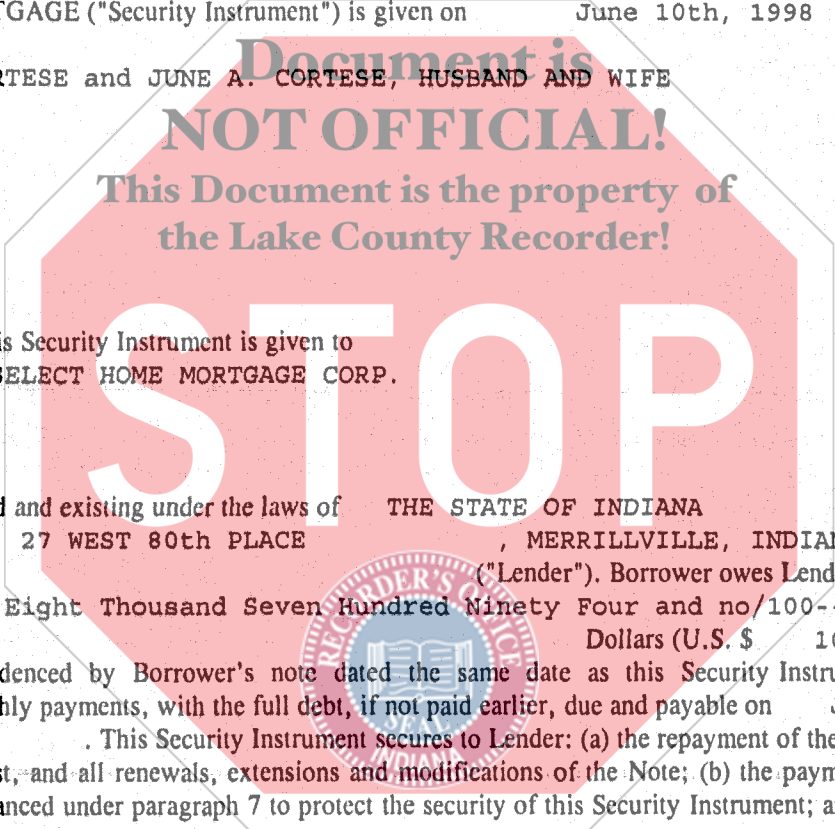 TGAGE ("Security Instrument") is given on June 10th, 1998
Document is
RTESE and JUNE A. CORTESE, HUSBAND AND WIFE
NOT OFFICIAL!
This Document is the property of
the Lake County Recorder!
STOP
is Security Instrument is given to
SELECT HOME MORTGAGE CORP.
d and existing under the laws of THE STATE OF INDIANA
27 WEST 80th PLACE , MERRILLVILLE, INDIAN
("Lender"). Borrower owes Lend
Eight Thousand Seven Hundred Ninety Four and no/100--
Dollars (U.S. $ 10
RECORDER'S OFFICE
SEAL
INDIANA
denced by Borrower's note dated the same date as this Security Instru
hly payments, with the full debt, if not paid earlier, due and payable on J
. This Security Instrument secures to Lender: (a) the repayment of the
st, and all renewals, extensions and modifications of the Note; (b) the paym
anced under paragraph 7 to protect the security of this Security Instrument; a